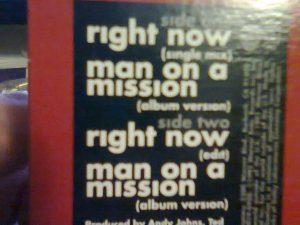 side
right now
(single mix)
man on a
mission
(album version)
side two
right now
(edit)
man on a
mission
(album version)
Produced by Andy Johns, Ted